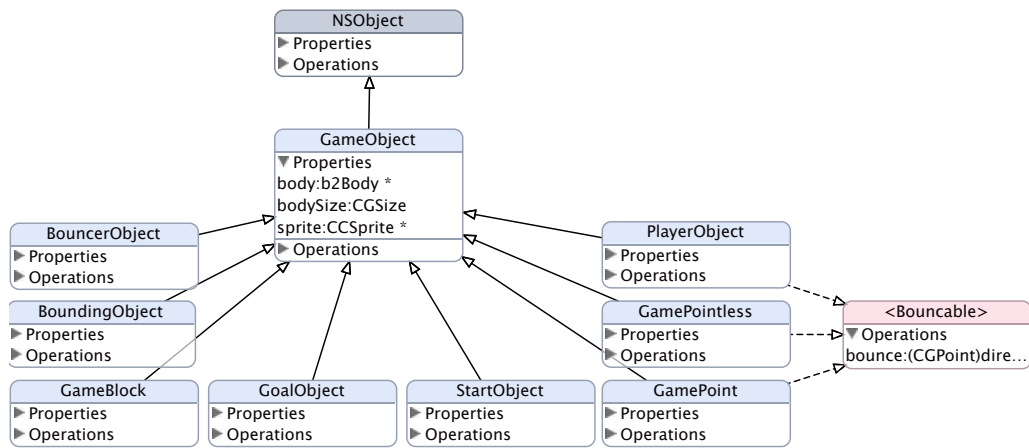 NSObject
Properties
Operations
GameObject
Properties
body:b2Body *
bodySize:CGSize
sprite:CCSprite *
Operations
BouncerObject
Properties
Operations
PlayerObject
Properties
Operations
BoundingObject
Properties
Operations
GamePointless
Properties
Operations
<Bouncable>
Operations
bounce:(CGPoint)dire...
GameBlock
Properties
Operations
GoalObject
Properties
Operations
StartObject
Properties
Operations
GamePoint
Properties
Operations